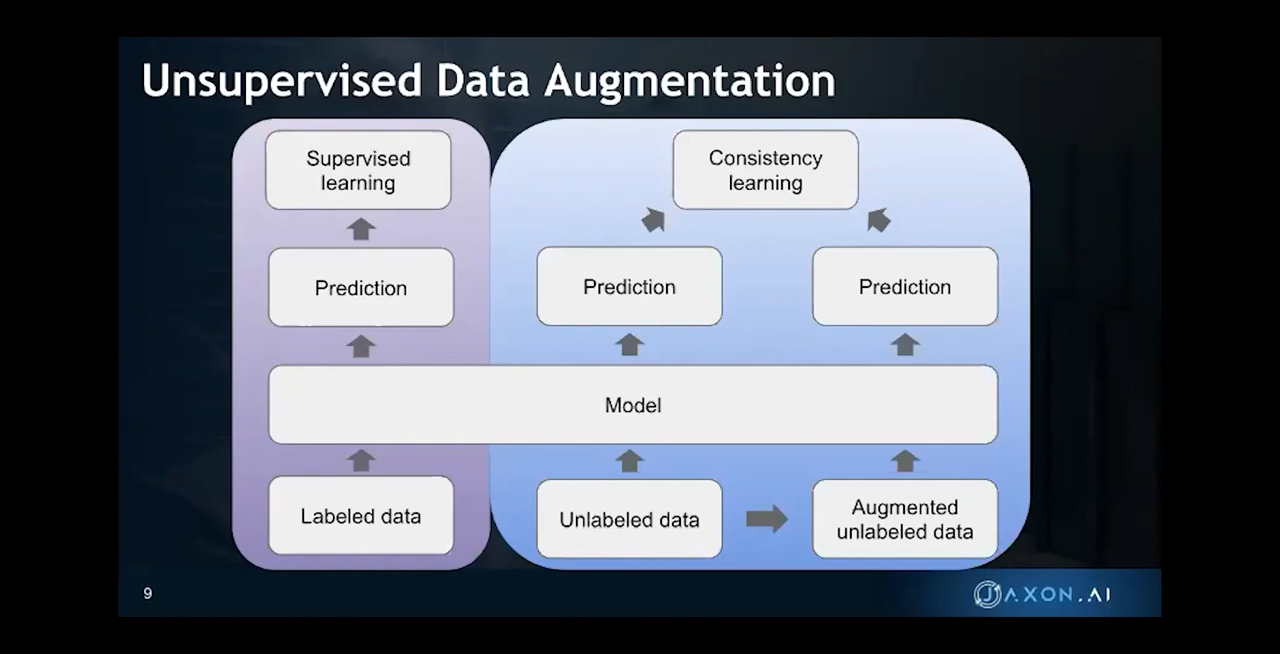 Unsupervised Data Augmentation
Supervised
learning
Consistency
learning
Prediction
Prediction
Prediction
Model
Labeled data
Unlabeled data
Augmented
unlabeled data
9
JAXON.AI